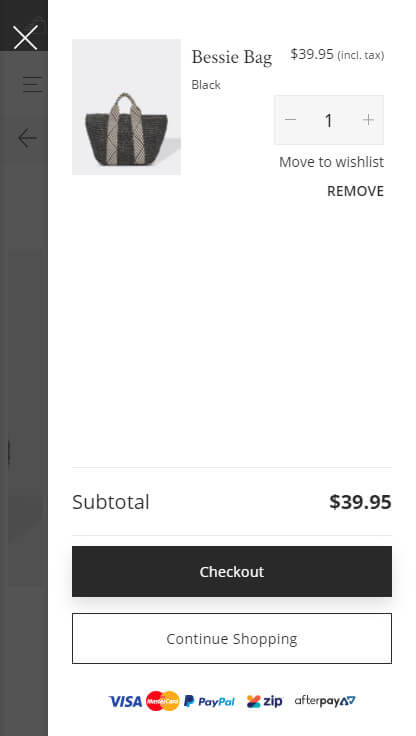 Bessie Bag
$39.95 (incl. tax)
Black
1
Move to wishlist
REMOVE
Subtotal
$39.95
Checkout
Continue Shopping
VISA MasterCard PayPal zip afterpay